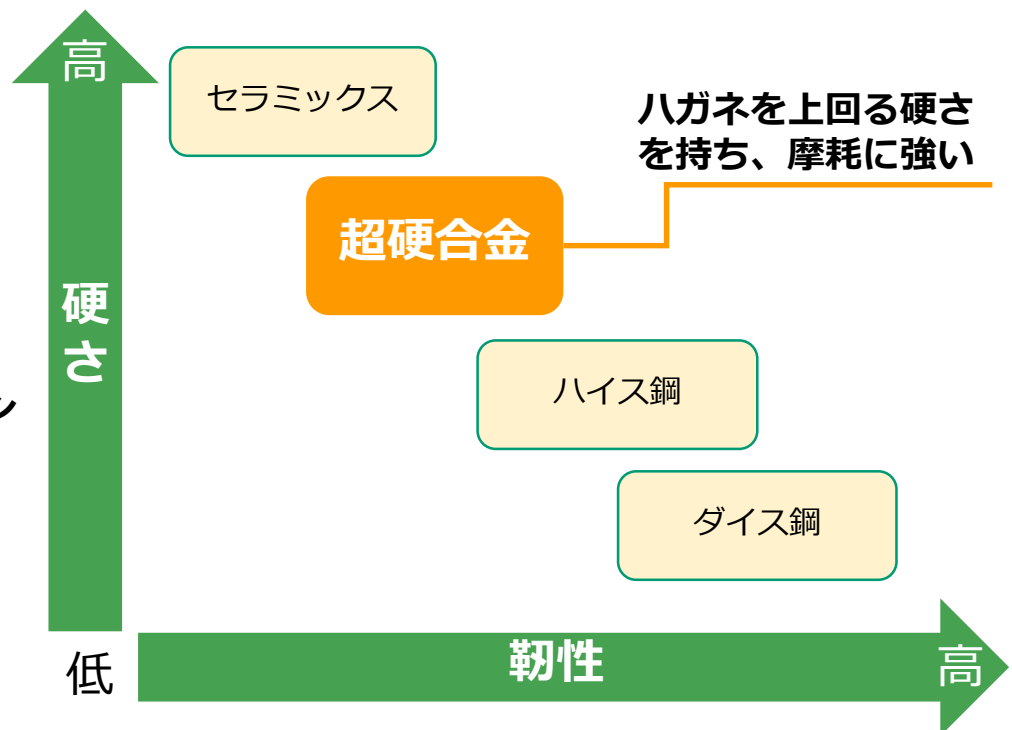 高
セラミックス
ハガネを上回る硬さ
を持ち、摩耗に強い
超硬合金
硬さ
ハイス鋼
ダイス鋼
低
靭性
高